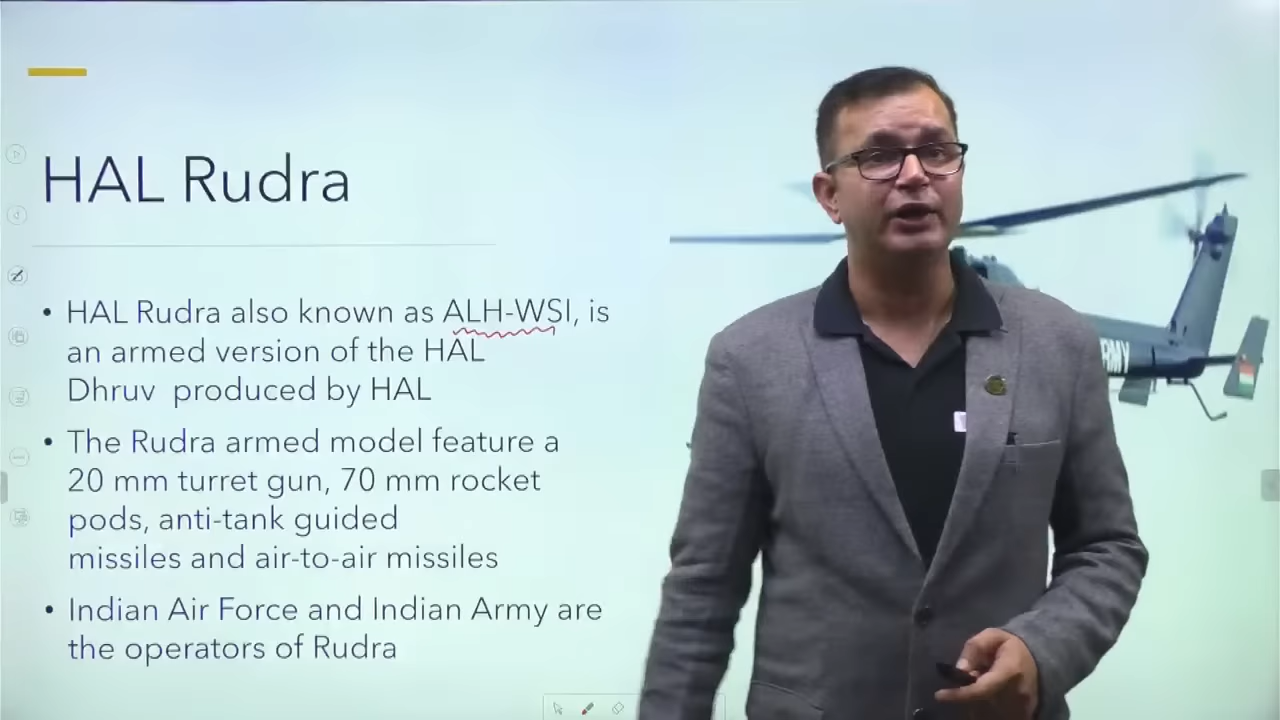 HAL Rudra
• HAL Rudra also known as ALH-WSI, is
an armed version of the HAL
Dhruv produced by HAL
• The Rudra armed model feature a
20 mm turret gun, 70 mm rocket
pods, anti-tank guided
missiles and air-to-air missiles
• Indian Air Force and Indian Army are
the operators of Rudra
RMY